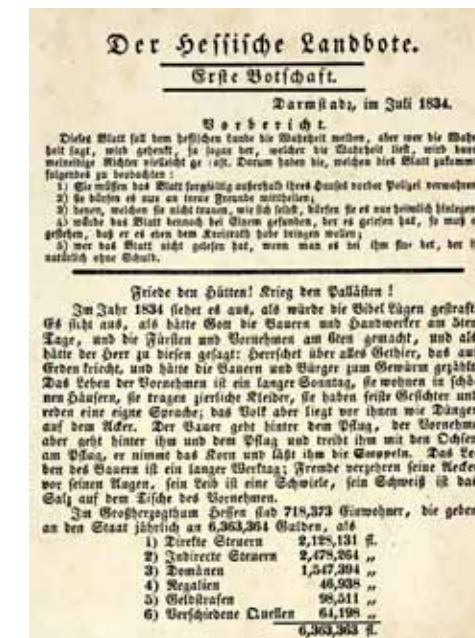 Der Hessische Landbote.
Erste Botschaft.
Darmstadt, im Juli 1834.
Vorbericht.
Dieses Blatt soll dem hessischen Lande die Wahrheit melden, aber wer die Wahr-
heit sagt, wird gehenkt, ja sogar der, welcher die Wahrheit liest, wird durch
meineidige Richter vielleicht gestraft. Darum haben die, welchen dies Blatt zukommt,
folgendes zu beobachten:
1) Sie müssen das Blatt sorgfältig außerhalb ihres Hauses vor der Polizei verwahren;
2) sie dürfen es nur an treue Freunde mittheilen;
3) denen, welchen sie nicht trauen, wie sich selbst, dürfen sie es nur heimlich hinlegen;
4) würde das Blatt dennoch bei Einem gefunden, der es gelesen hat, so muß er
gestehen, daß er es eben dem Kreisrath habe bringen wollen;
5) wer das Blatt nicht gelesen hat, wenn man es bei ihm findet, der ist
natürlich ohne Schuld.
Friede den Hütten! Krieg den Pallästen!
Im Jahr 1834 siehet es aus, als würde die Bibel Lügen gestraft.
Es sieht aus, als hätte Gott die Bauern und Handwerker am 5ten
Tage, und die Fürsten und Vornehmen am 6ten gemacht, und als
hätte der Herr zu diesen gesagt: Herrschet über alles Gethier, das auf
Erden kriecht, und hätte die Bauern und Bürger zum Gewürm gezählt.
Das Leben der Vornehmen ist ein langer Sonntag, sie wohnen in schö-
nen Häusern, sie tragen zierliche Kleider, sie haben feiste Gesichter und
reden eine eigne Sprache; das Volk aber liegt vor ihnen wie Dünger
auf dem Acker. Der Bauer geht hinter dem Pflug, der Vornehme
aber geht hinter ihm und dem Pflug und treibt ihn mit den Ochsen
am Pflug, er nimmt das Korn und läßt ihm die Stoppeln. Das Le-
ben des Bauern ist ein langer Werktag; Fremde verzehren seine Aecker
vor seinen Augen, sein Leib ist eine Schwiele, sein Schweiß ist das
Salz auf dem Tische des Vornehmen.
Im Großherzogthum Hessen sind 718,373 Einwohner, die geben
an den Staat jährlich an 6,363,364 Gulden, als
1) Direkte Steuern 2,128,131 fl.
2) Indirecte Steuern 2,478,264 „
3) Domänen 1,547,394 „
4) Regalien 46,938 „
5) Geldstrafen 98,511 „
6) Verschiedene Quellen 64,198 „
6,363,363 fl.